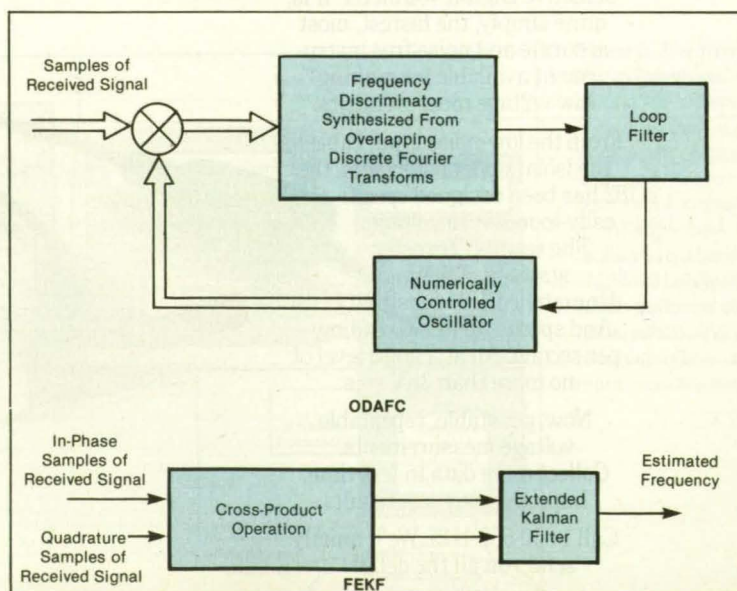 Samples of
Received Signal
Frequency
Discriminator
Synthesized From
Overlapping
Discrete Fourier
Transforms
Loop
Filter
Numerically
Controlled
Oscillator
ODAFC
In-Phase
Samples of
Received Signal
Quadrature
Samples of
Received Signal
Cross-Product
Operation
Extended
Kalman
Filter
Estimated
Frequency
FEKF